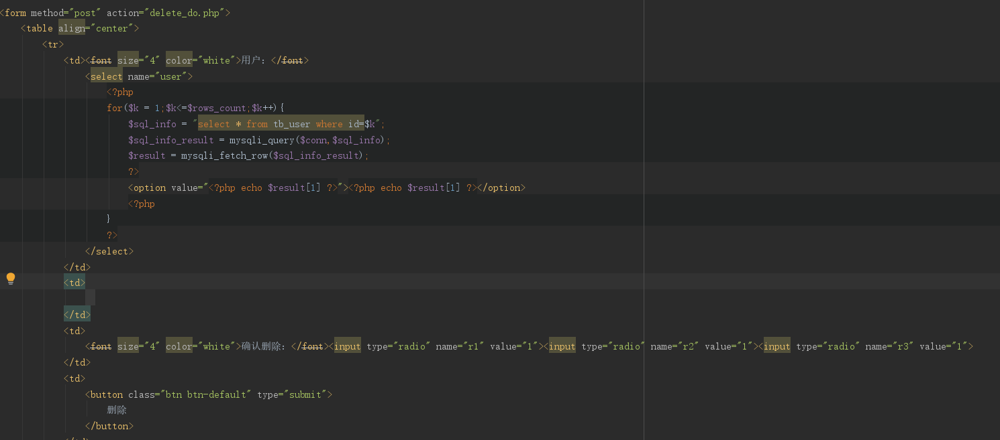 <form method="post" action="delete_do.php">
<table align="center">
<tr>
<td><font size="4" color="white">用户：</font>
<select name="user">
<?php
for($k = 1;$k<=$rows_count;$k++){
$sql_info = "select * from tb_user where id=$k";
$sql_info_result = mysqli_query($conn,$sql_info);
$result = mysqli_fetch_row($sql_info_result);
?>
<option value="<?php echo $result[1] ?>"><?php echo $result[1] ?></option>
<?php
}
?>
</select>
</td>
<td>
</td>
<td>
<font size="4" color="white">确认删除：</font><input type="radio" name="r1" value="1"><input type="radio" name="r2" value="1"><input type="radio" name="r3" value="1">
</td>
<td>
<button class="btn btn-default" type="submit">
删除
</button>